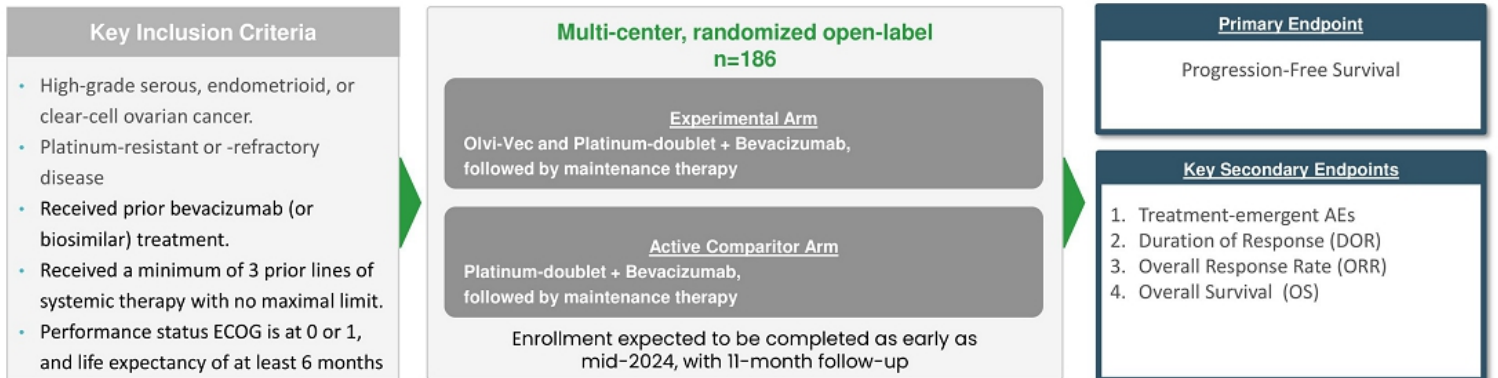 Key Inclusion Criteria
• High-grade serous, endometrioid, or
clear-cell ovarian cancer.
• Platinum-resistant or -refractory
disease
• Received prior bevacizumab (or
biosimilar) treatment.
• Received a minimum of 3 prior lines of
systemic therapy with no maximal limit.
• Performance status ECOG is at 0 or 1,
and life expectancy of at least 6 months
Multi-center, randomized open-label
n=186
Experimental Arm
Olvi-Vec and Platinum-doublet + Bevacizumab,
followed by maintenance therapy
Active Comparitor Arm
Platinum-doublet + Bevacizumab,
followed by maintenance therapy
Enrollment expected to be completed as early as
mid-2024, with 11-month follow-up
Primary Endpoint
Progression-Free Survival
Key Secondary Endpoints
1. Treatment-emergent AEs
2. Duration of Response (DOR)
3. Overall Response Rate (ORR)
4. Overall Survival (OS)